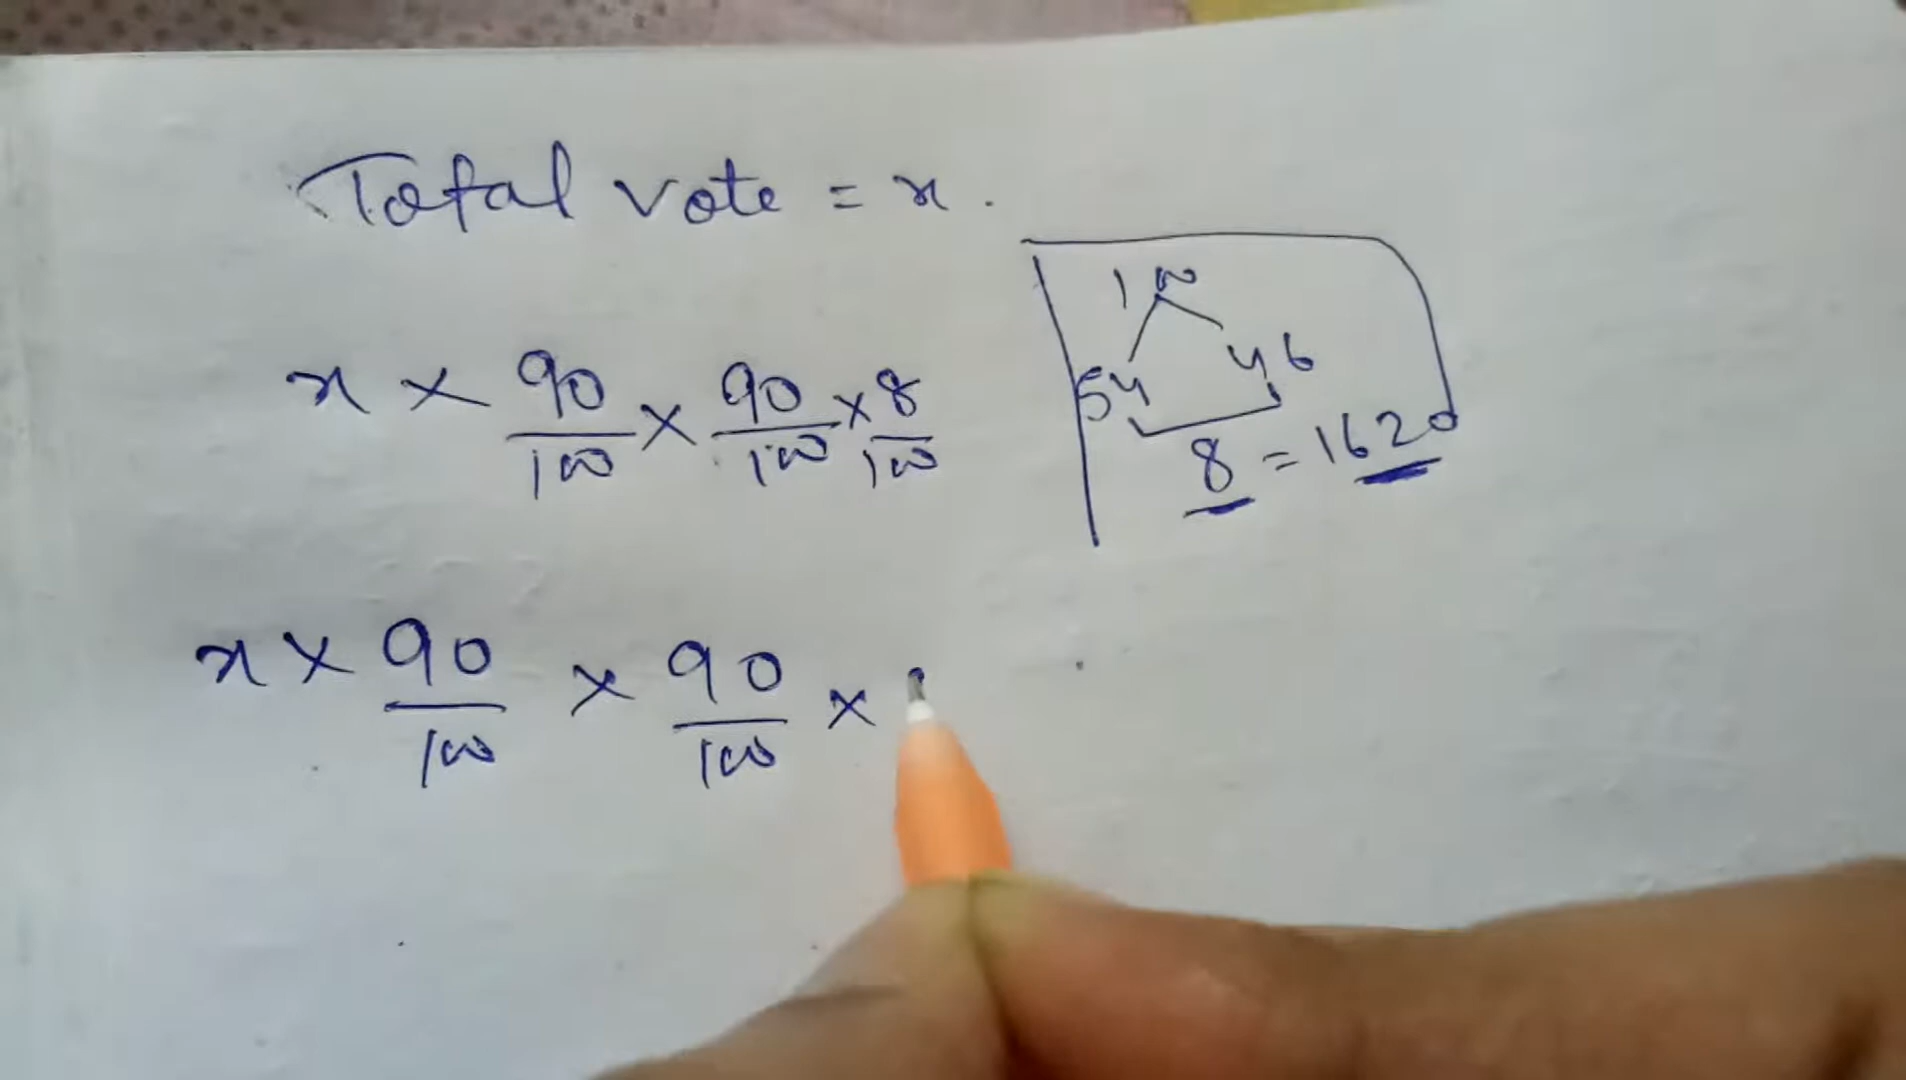 Total vote = x.
x × 90/100 × 90/100 × 8/100
100
54 46
8 = 1620
x × 90/100 × 90/100 ×